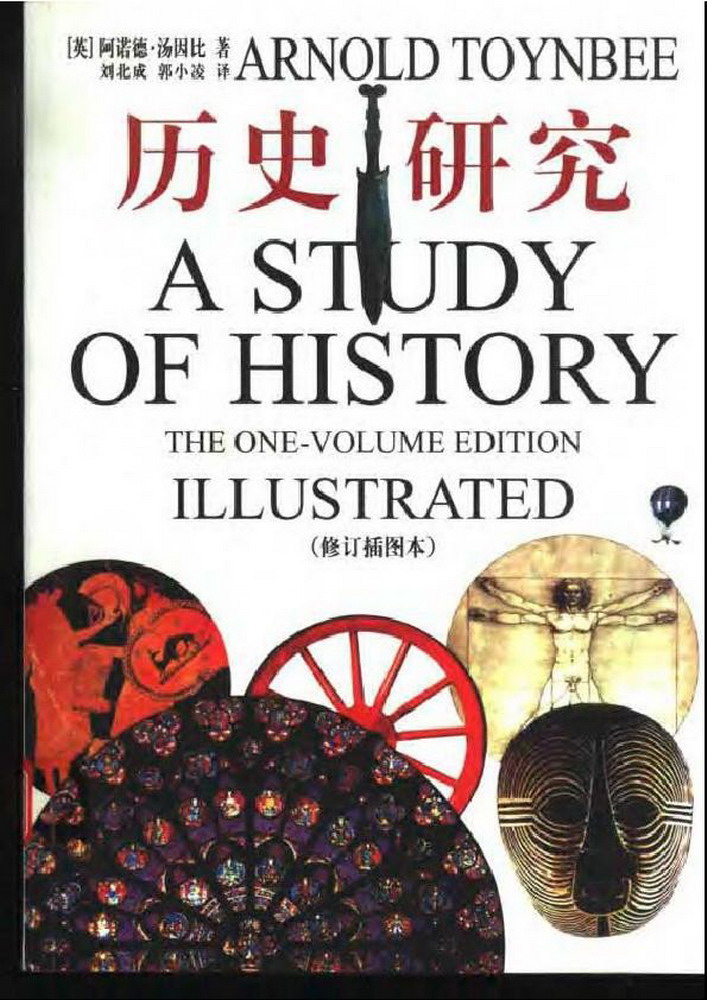 [英] 阿诺德·汤因比 著
刘北成 郭小凌 译
ARNOLD TOYNBEE
历史研究
A STUDY
OF HISTORY
THE ONE-VOLUME EDITION
ILLUSTRATED
(修订插图本)